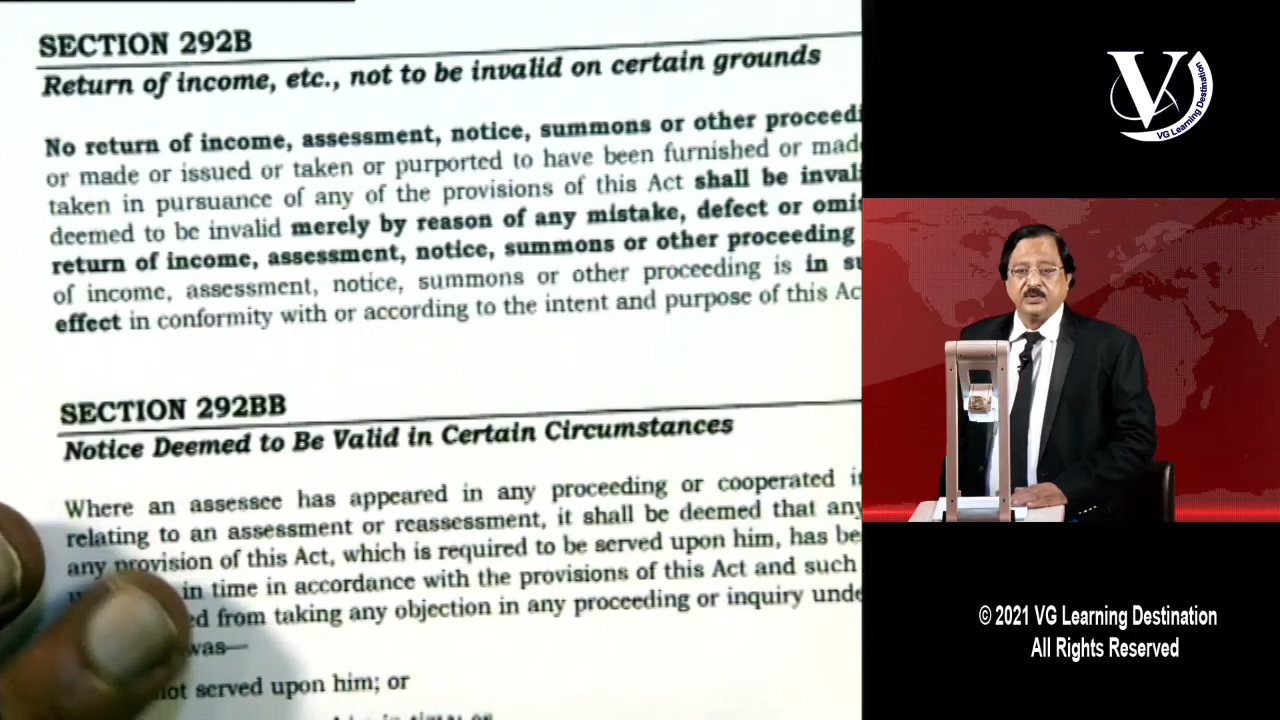 SECTION 292B
Return of income, etc., not to be invalid on certain grounds
No return of income, assessment, notice, summons or other
or made or issued or taken or purported to have been furnished or
taken in pursuance of any of the provisions of this Act shall be
deemed to be invalid merely by reason of any mistake, defect or
return of income, assessment, notice, summons or other proceeding
of income, assessment, notice, summons or other proceeding is in
effect in conformity with or according to the intent and purpose of this
SECTION 292BB
Notice Deemed to Be Valid in Certain Circumstances
Where an assessee has appeared in any proceeding or cooperated
relating to an assessment or reassessment, it shall be deemed that any
any provision of this Act, which is required to be served upon him, has
in time in accordance with the provisions of this Act and such
from taking any objection in any proceeding or inquiry
was—
not served upon him; or
V
VG Learning Destination
© 2021 VG Learning Destination
All Rights Reserved